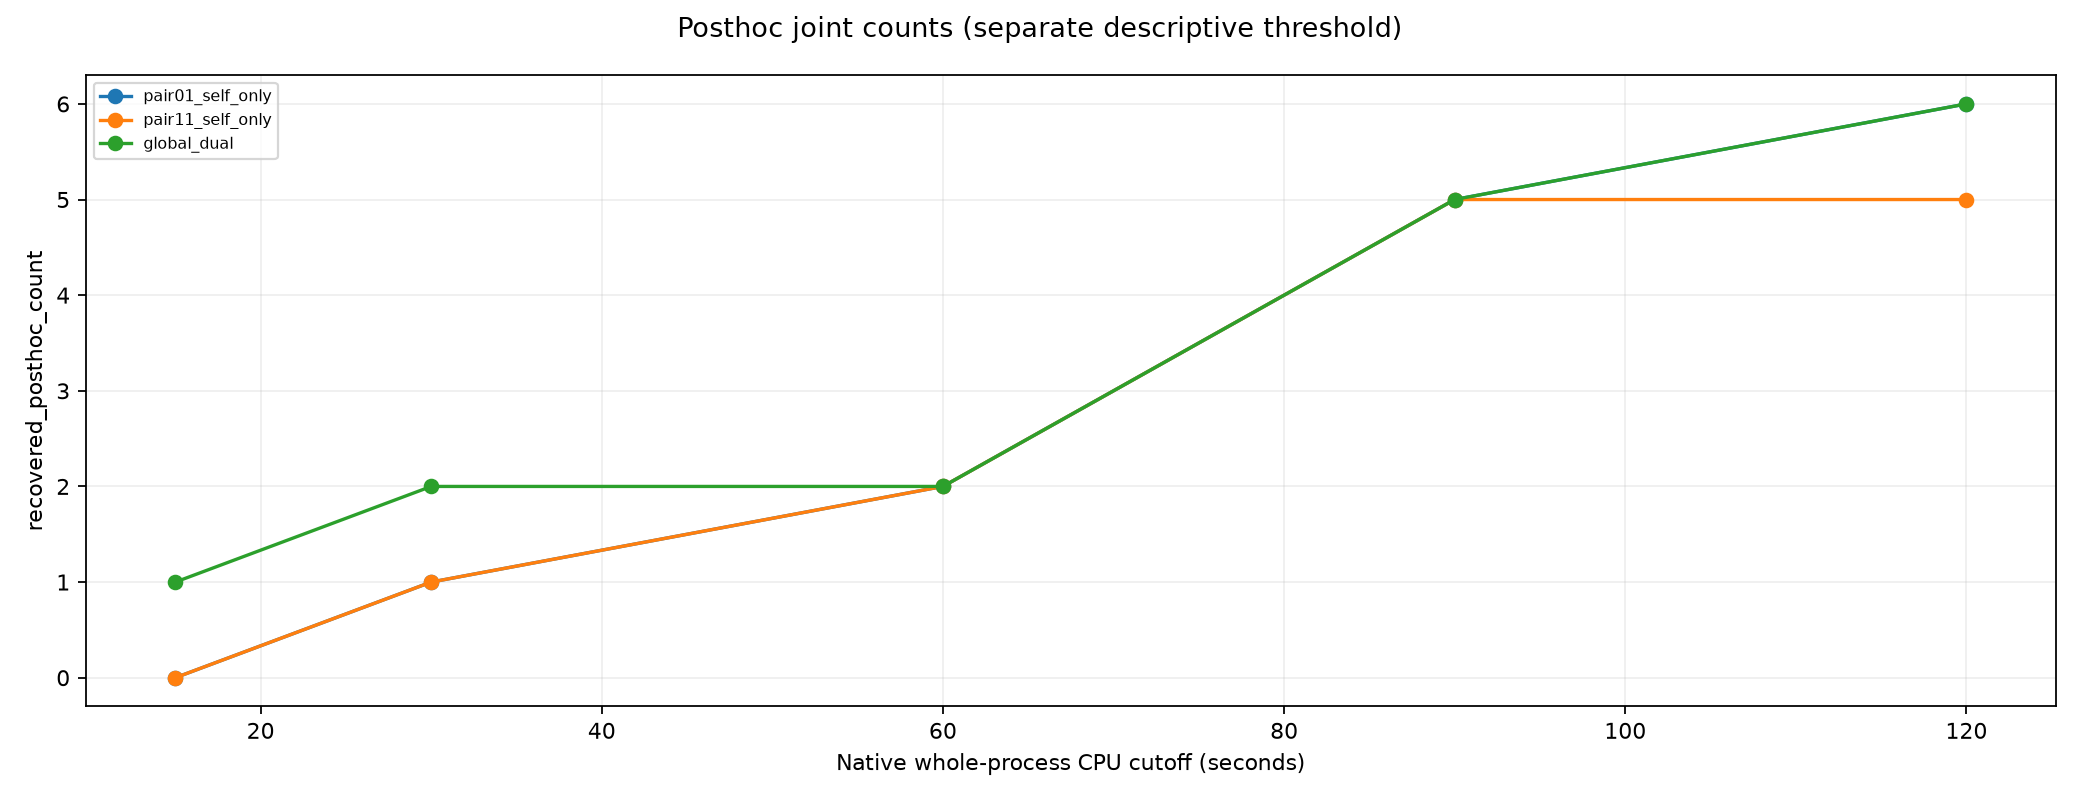 Posthoc joint counts (separate descriptive threshold)
pair01_self_only
pair11_self_only
global_dual
recovered_posthoc_count
6
5
4
3
2
1
0
20
40
60
80
100
120
Native whole-process CPU cutoff (seconds)